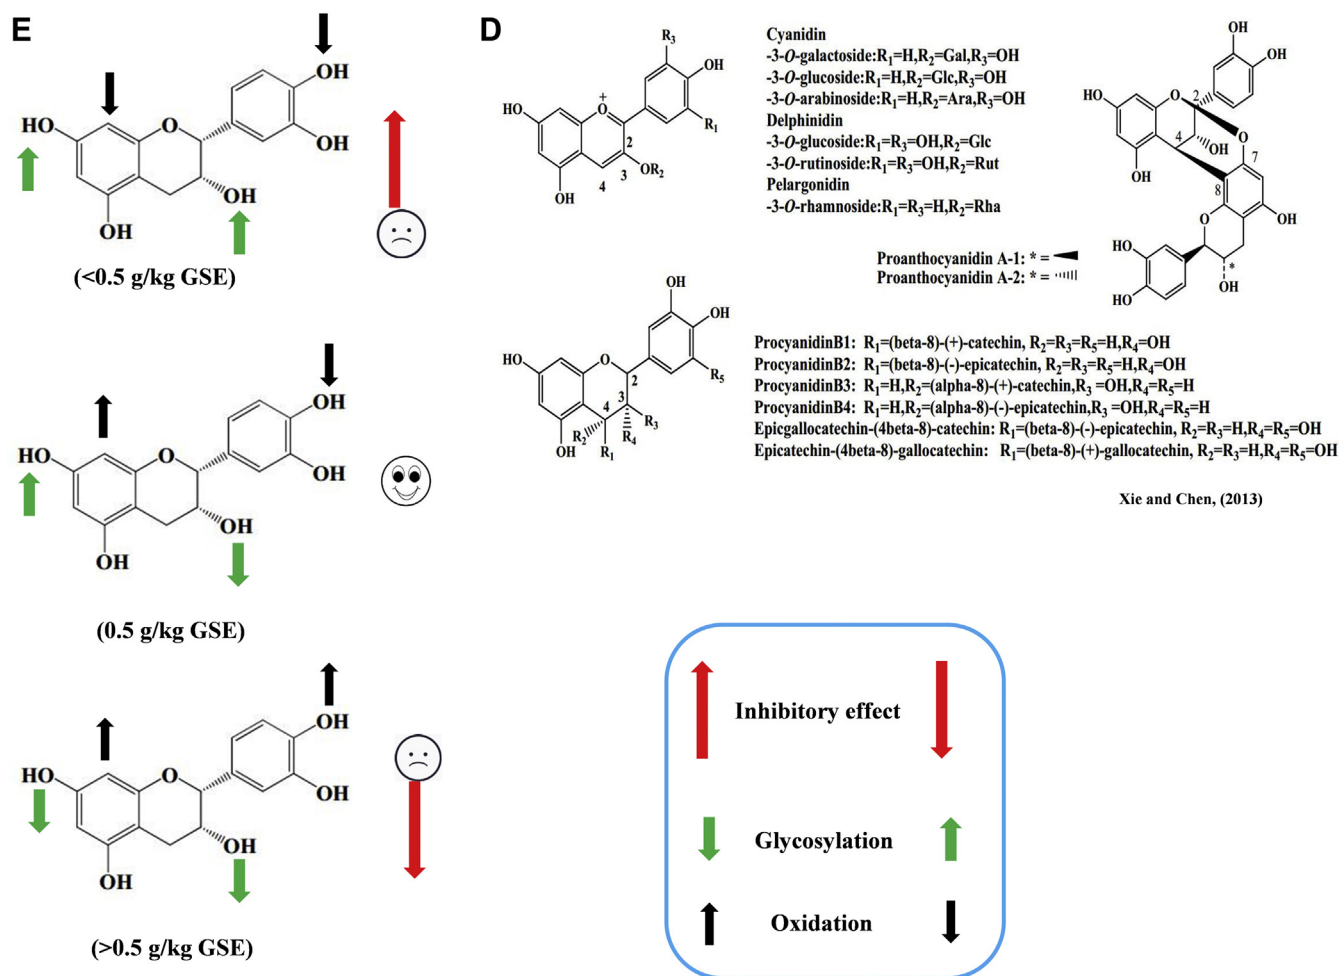 E
OH
HO
O
OH
OH
OH
(<0.5 g/kg GSE)
OH
HO
O
OH
OH
OH
(0.5 g/kg GSE)
OH
HO
O
OH
OH
OH
(>0.5 g/kg GSE)
D
R3
OH
HO
+
O
R1
2
3
4
OR2
OH
Cyanidin
-3-O-galactoside:R1=H,R2=Gal,R3=OH
-3-O-glucoside:R1=H,R2=Glc,R3=OH
-3-O-arabinoside:R1=H,R2=Ara,R3=OH
Delphinidin
-3-O-glucoside:R1=R3=OH,R2=Glc
-3-O-rutinoside:R1=R3=OH,R2=Rut
Pelargonidin
-3-O-rhamnoside:R1=R3=H,R2=Rha
OH
OH
HO
O
2
4
OH
O
OH
7
8
O
OH
HO
*
HO
OH
Proanthocyanidin A-1: * =
Proanthocyanidin A-2: * =
OH
OH
HO
O
2
R5
3
4
R3
R2
R4
OH
R1
ProcyanidinB1: R1=(beta-8)-(+)-catechin, R2=R3=R5=H,R4=OH
ProcyanidinB2: R1=(beta-8)-(-)-epicatechin, R2=R3=R5=H,R4=OH
ProcyanidinB3: R1=H,R2=(alpha-8)-(+)-catechin,R3 =OH,R4=R5=H
ProcyanidinB4: R1=H,R2=(alpha-8)-(-)-epicatechin,R3 =OH,R4=R5=H
Epicgallocatechin-(4beta-8)-catechin: R1=(beta-8)-(-)-epicatechin, R2=R3=H,R4=R5=OH
Epicatechin-(4beta-8)-gallocatechin: R1=(beta-8)-(+)-gallocatechin, R2=R3=H,R4=R5=OH
Xie and Chen, (2013)
Inhibitory effect
Glycosylation
Oxidation